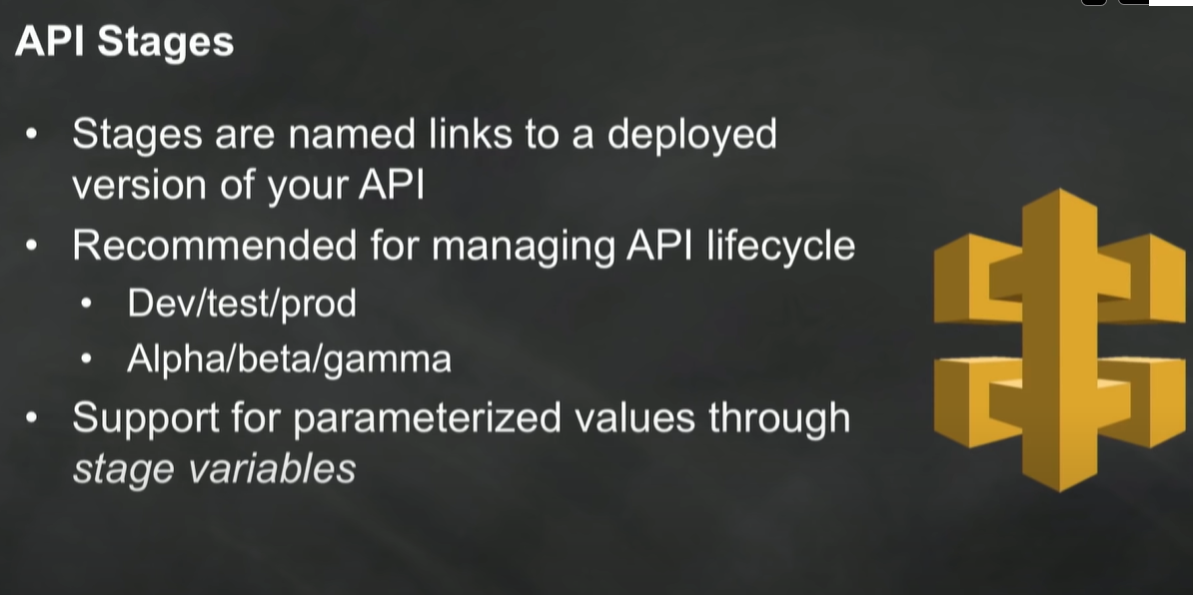 API Stages
• Stages are named links to a deployed
version of your API
• Recommended for managing API lifecycle
• Dev/test/prod
• Alpha/beta/gamma
• Support for parameterized values through
stage variables